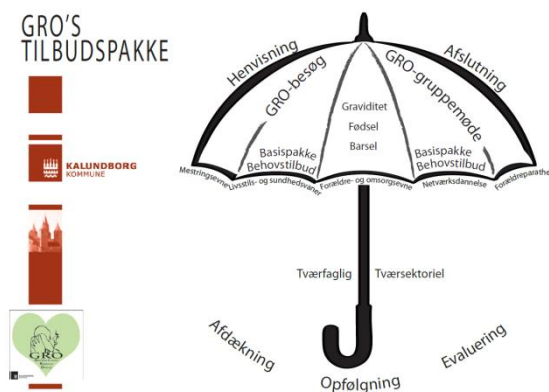 GRO'S
TILBUDSPAKKE
KALUNDBORG
KOMMUNE
GRO
Henvisning
Afslutning
GRO-besøg
GRO-gruppemøde
Graviditet
Fødsel
Barsel
Basispakke
Behovstilbud
Basispakke
Behovstilbud
Mestringsevne
Livsstils- og sundhedsvaner
Forældre- og omsorgsevne
Netværksdannelse
Forældreparathed
Tværfaglig
Tværsektoriel
Afdækning
Opfølgning
Evaluering